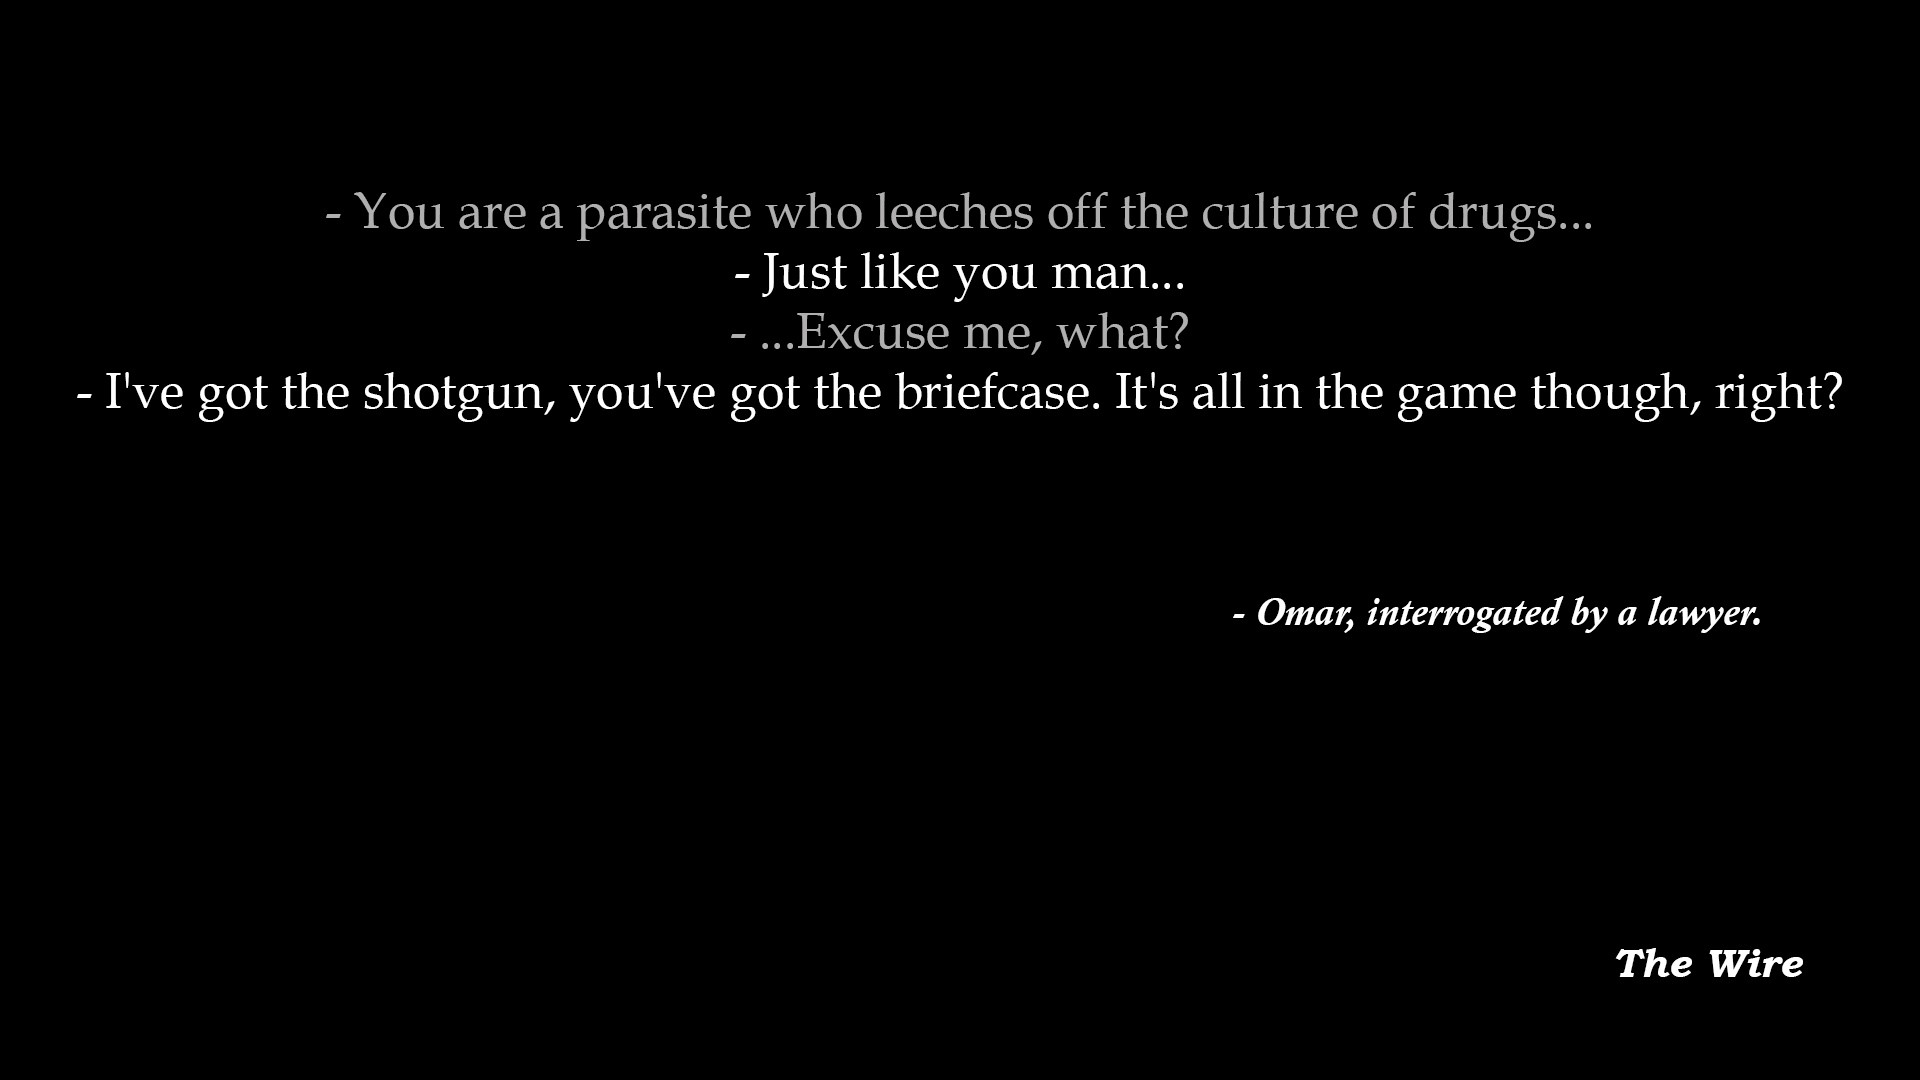 - You are a parasite who leeches off the culture of drugs...
- Just like you man...
- ...Excuse me, what?
- I've got the shotgun, you've got the briefcase. It's all in the game though, right?
- Omar, interrogated by a lawyer.
The Wire